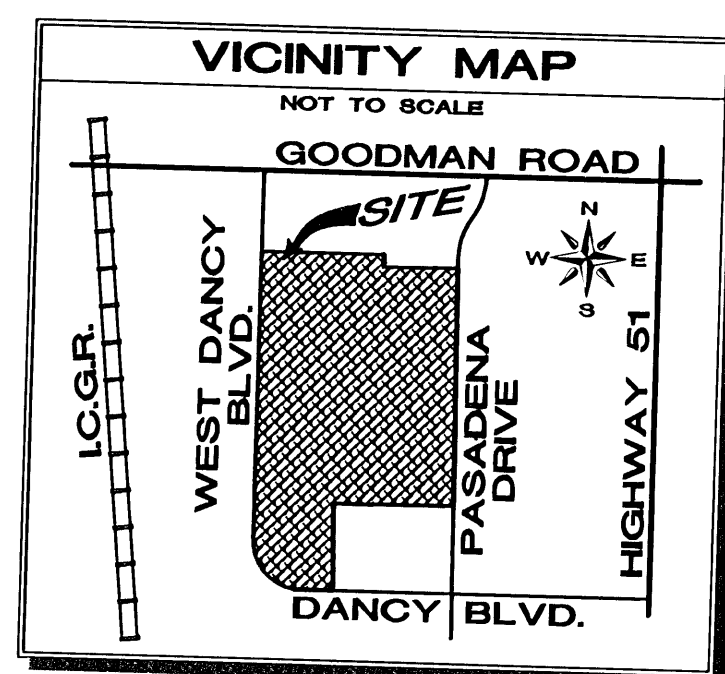 VICINITY MAP
NOT TO SCALE
GOODMAN ROAD
SITE
N
W E
S
I.C.G.R.
WEST DANCY
BLVD.
PASADENA
DRIVE
HIGHWAY 51
DANCY BLVD.